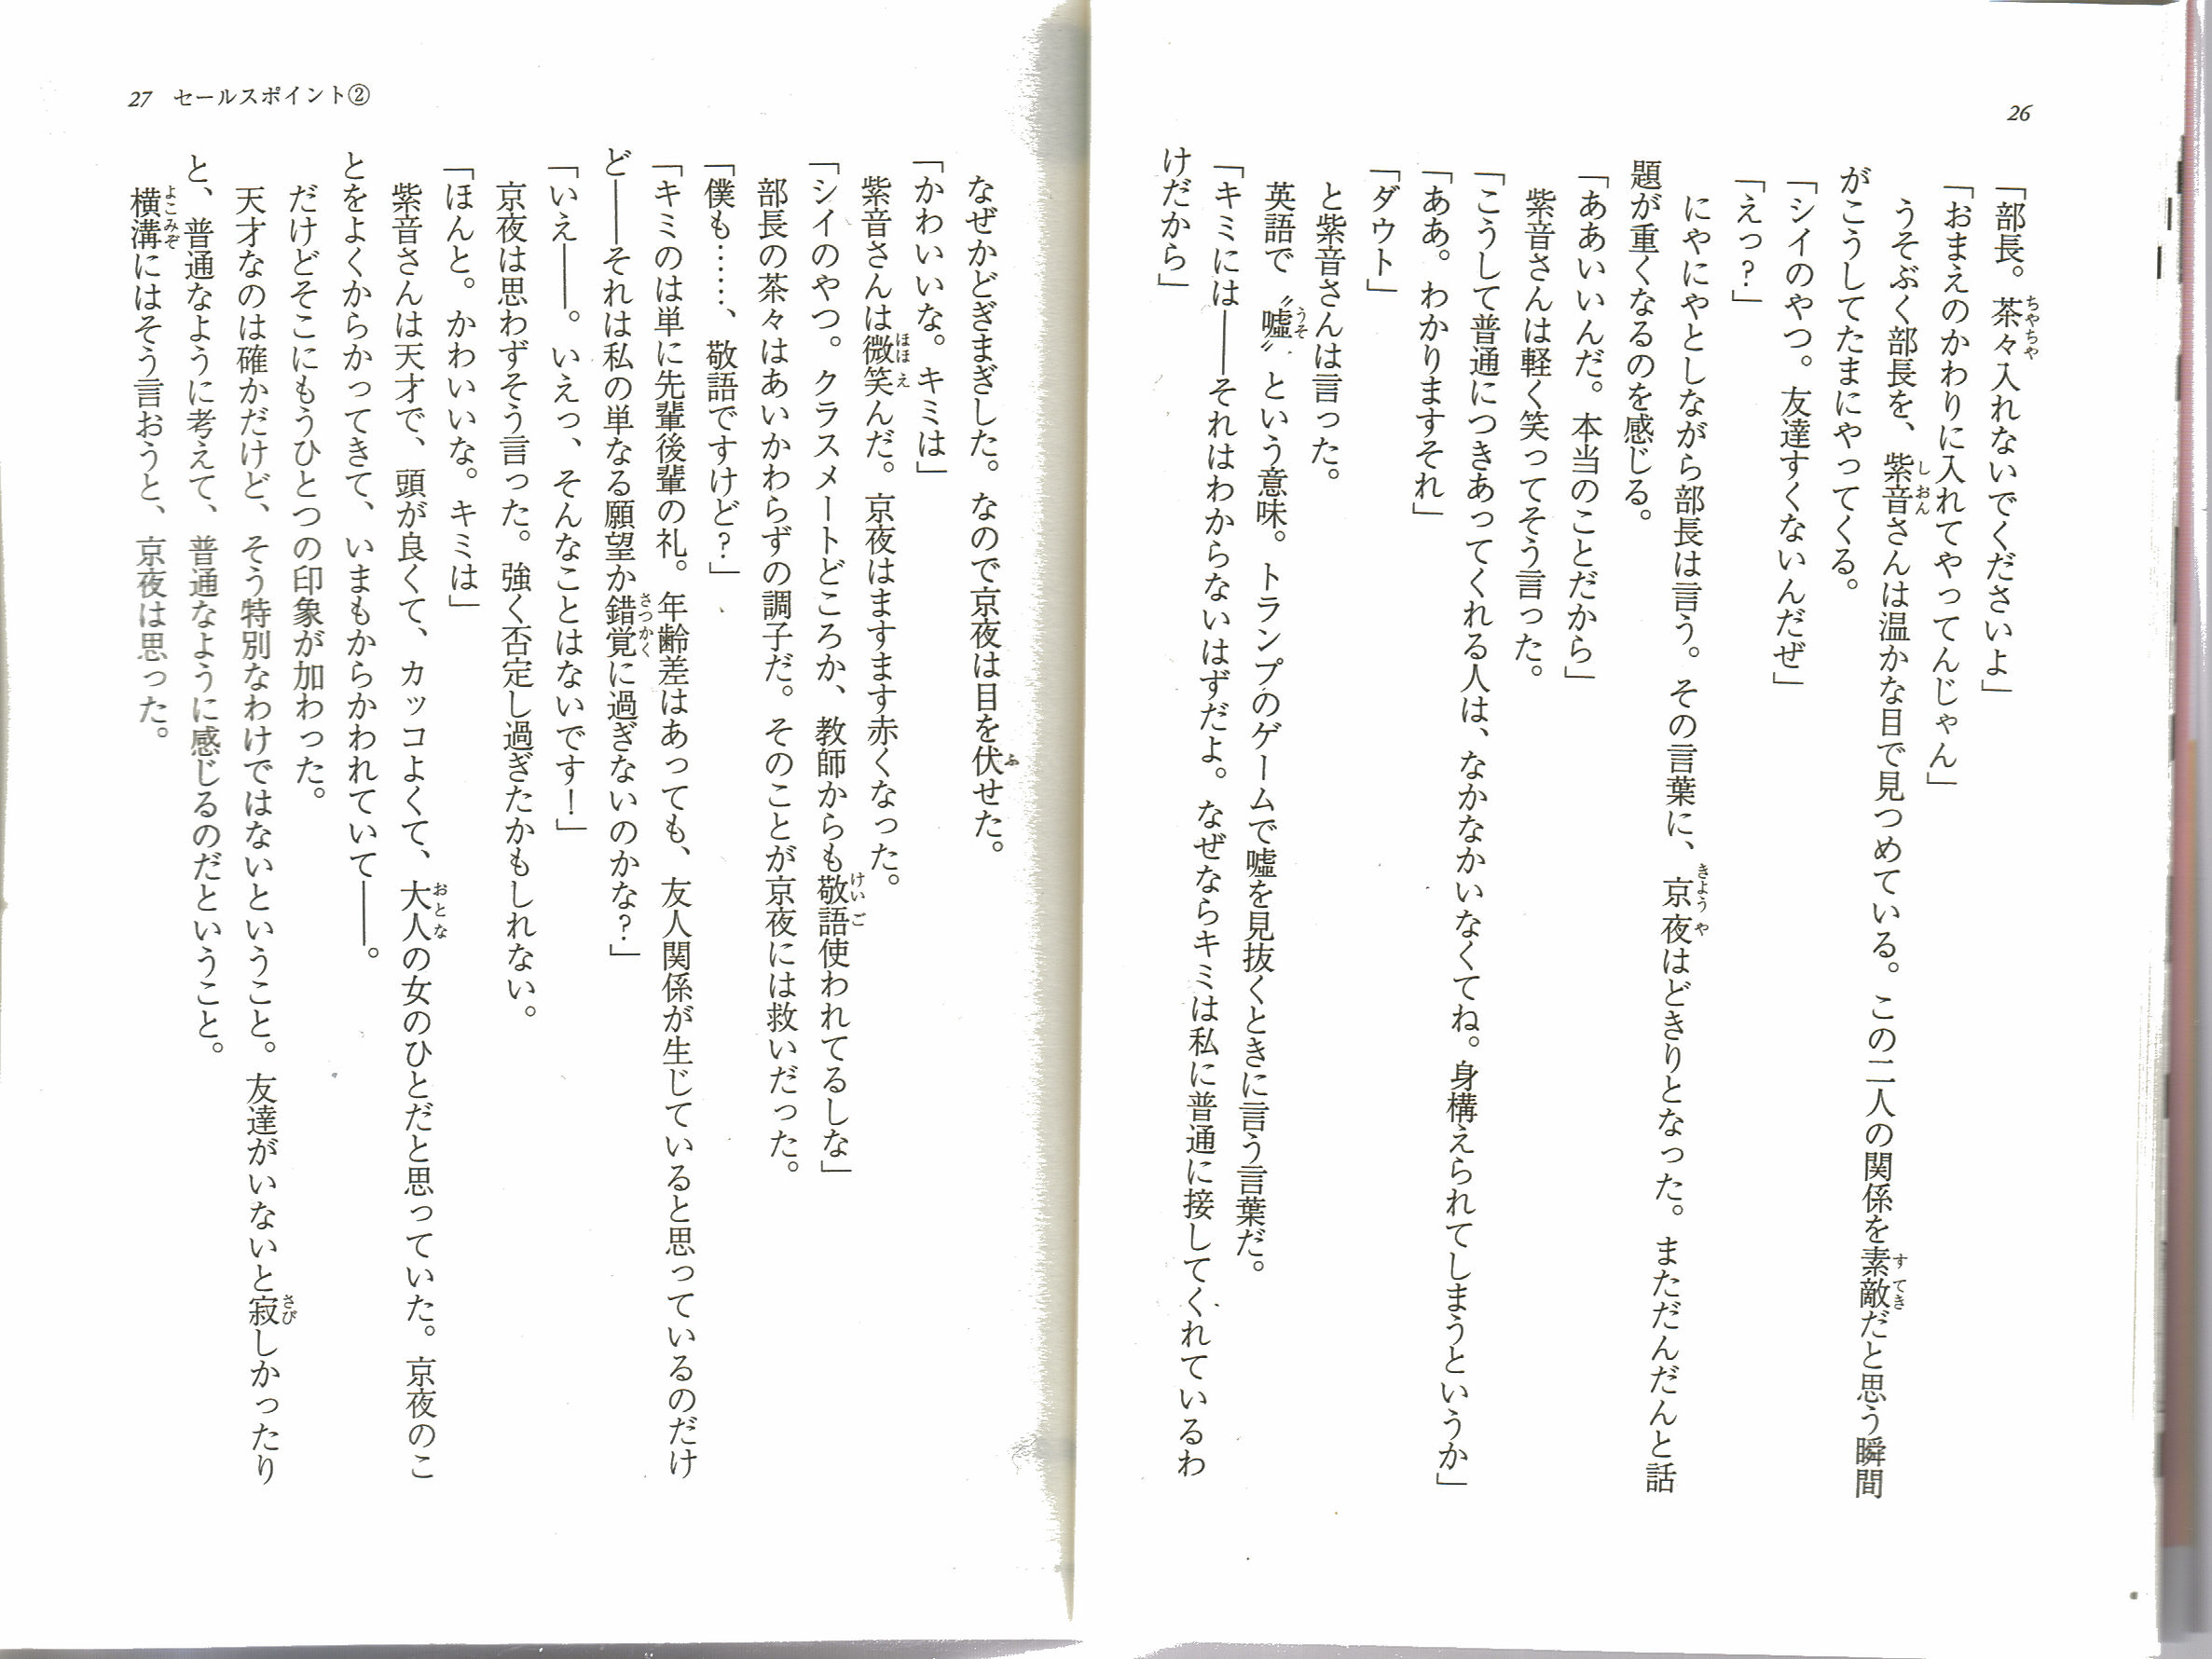 26
「部長。茶々入れないでくださいよ」
「おまえのかわりに入れてやってんじゃん」
うそぶく部長を、紫音さんは温かな目で見つめている。この二人の関係を素敵だと思う瞬間
がこうしてたまにやってくる。
「シイのやつ。友達すくないんだぜ」
「えっ？」
にやにやとしながら部長は言う。その言葉に、京夜はどきりとなった。まただんだんと話
題が重くなるのを感じる。
「ああいいんだ。本当のことだから」
紫音さんは軽く笑ってそう言った。
「こうして普通につきあってくれる人は、なかなかいなくてね。身構えられてしまうというか」
「ああ。わかりますそれ」
「ダウト」
と紫音さんは言った。
英語で〝嘘〟という意味。トランプのゲームで嘘を見抜くときに言う言葉だ。
「キミには――それはわからないはずだよ。なぜならキミは私に普通に接してくれているわ
けだから」
27 セールスポイント②
なぜかどぎまぎした。なので京夜は目を伏せた。
「かわいいな。キミは」
紫音さんは微笑んだ。京夜はますます赤くなった。
「シイのやつ。クラスメートどころか、教師からも敬語使われてるしな」
部長の茶々はあいかわらずの調子だ。そのことが京夜には救いだった。
「僕も……、敬語ですけど？」
「キミのは単に先輩後輩の礼。年齢差はあっても、友人関係が生じていると思っているのだけ
ど――それは私の単なる願望か錯覚に過ぎないのかな？」
「いえ――。いえっ、そんなことはないです！」
京夜は思わずそう言った。強く否定し過ぎたかもしれない。
「ほんと。かわいいな。キミは」
紫音さんは天才で、頭が良くて、カッコよくて、大人の女のひとだと思っていた。京夜のこ
とをよくからかってきて、いまもからかわれていて――。
だけどそこにもうひとつの印象が加わった。
天才なのは確かだけど、そう特別なわけではないということ。友達がいないと寂しかったり
と、普通なように考えて、普通なように感じるのだということ。
横溝にはそう言おうと、京夜は思った。